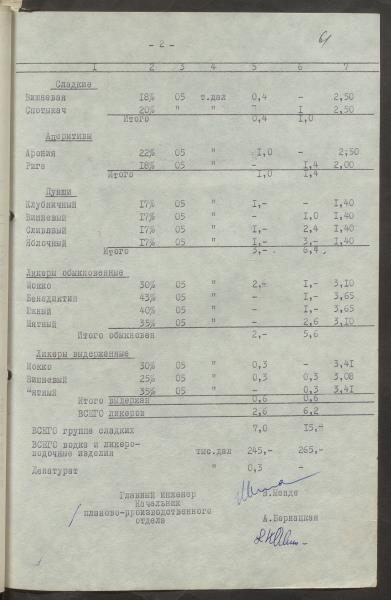 61
- 2 -
1 2 3 4 5 6 7
Сладкие
Вишневая 18% 05 т.дал 0,4 - 2,50
Спотыкач 20% " " - I 2,50
Итого 0,4 I,0
Аперитивы
Арония 22% 05 " I,0 - 2,50
Рига 18% 05 " - I,4 2,00
Итого I,0 I,4
Пунши
Клубничный 17% 05 " I,- I,- I,40
Вишневый 17% 05 " - I,0 I,40
Сливявый 17% 05 " I,- 2,4 I,40
Яблочный 17% 05 " I,- 3,- I,40
Итого 3,- 6,4
Ликеры обыкновенные
Мокко 30% 05 " 2,- I,- 3,10
Бенедиктин 43% 05 " - I,- 3,65
Южный 40% 05 " - I,- 3,65
Мятный 35% 05 " - 2,6 3,10
Итого обыкновен 2,- 5,6
Ликеры выдержанные
Мокко 30% 05 " 0,3 - 3,41
Вишневый 25% 05 " 0,3 0,3 3,08
Мятный 35% 05 " - 0,3 3,41
Итого выдержан 0,6 0,6
ВСЕГО ликеров 2,6 6,2
ВСЕГО группе сладких 7,0 15,-
ВСЕГО водка и ликеро-
водочные изделия тыс.дал 245,- 265,-
Денатурат " 0,3 -
Главный инженер Э.Менде
Начальник
планово-производственного
отдела А.Бернацкая